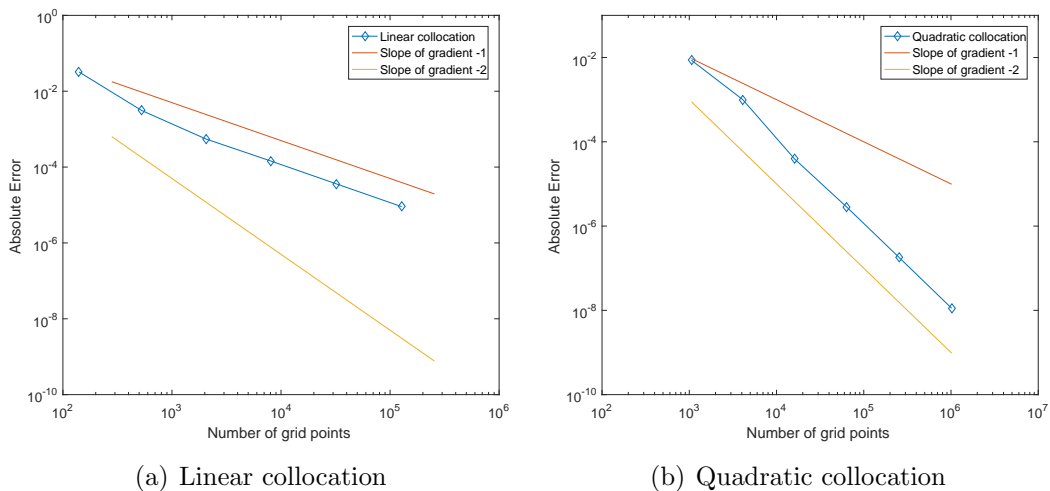 10^0
10^-2
10^-4
10^-6
10^-8
10^-10
Absolute Error
10^2 10^3 10^4 10^5 10^6
Number of grid points
Linear collocation
Slope of gradient -1
Slope of gradient -2
(a) Linear collocation
10^-2
10^-4
10^-6
10^-8
10^-10
Absolute Error
10^2 10^3 10^4 10^5 10^6 10^7
Number of grid points
Quadratic collocation
Slope of gradient -1
Slope of gradient -2
(b) Quadratic collocation